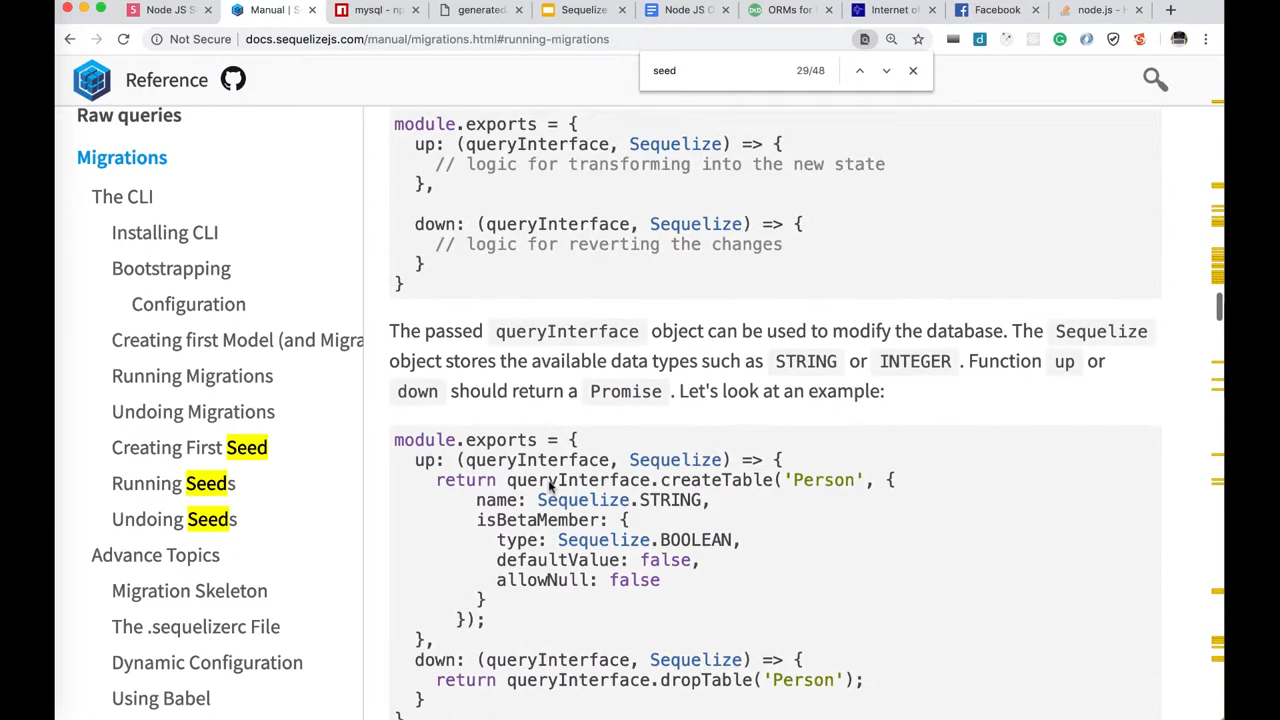 Node JS S
Manual | S
mysql - np
generated.
Sequelize
Node JS O
ORMs for
Internet of
Facebook
node.js - H
Not Secure
docs.sequelizejs.com/manual/migrations.html#running-migrations
seed
29/48
Reference
Raw queries
Migrations
The CLI
Installing CLI
Bootstrapping
Configuration
Creating first Model (and Migra
Running Migrations
Undoing Migrations
Creating First Seed
Running Seeds
Undoing Seeds
Advance Topics
Migration Skeleton
The .sequelizerc File
Dynamic Configuration
Using Babel
module.exports = {
up: (queryInterface, Sequelize) => {
// logic for transforming into the new state
},
down: (queryInterface, Sequelize) => {
// logic for reverting the changes
}
}
The passed queryInterface object can be used to modify the database. The Sequelize
object stores the available data types such as STRING or INTEGER . Function up or
down should return a Promise . Let's look at an example:
module.exports = {
up: (queryInterface, Sequelize) => {
return queryInterface.createTable('Person', {
name: Sequelize.STRING,
isBetaMember: {
type: Sequelize.BOOLEAN,
defaultValue: false,
allowNull: false
}
});
},
down: (queryInterface, Sequelize) => {
return queryInterface.dropTable('Person');
}
}